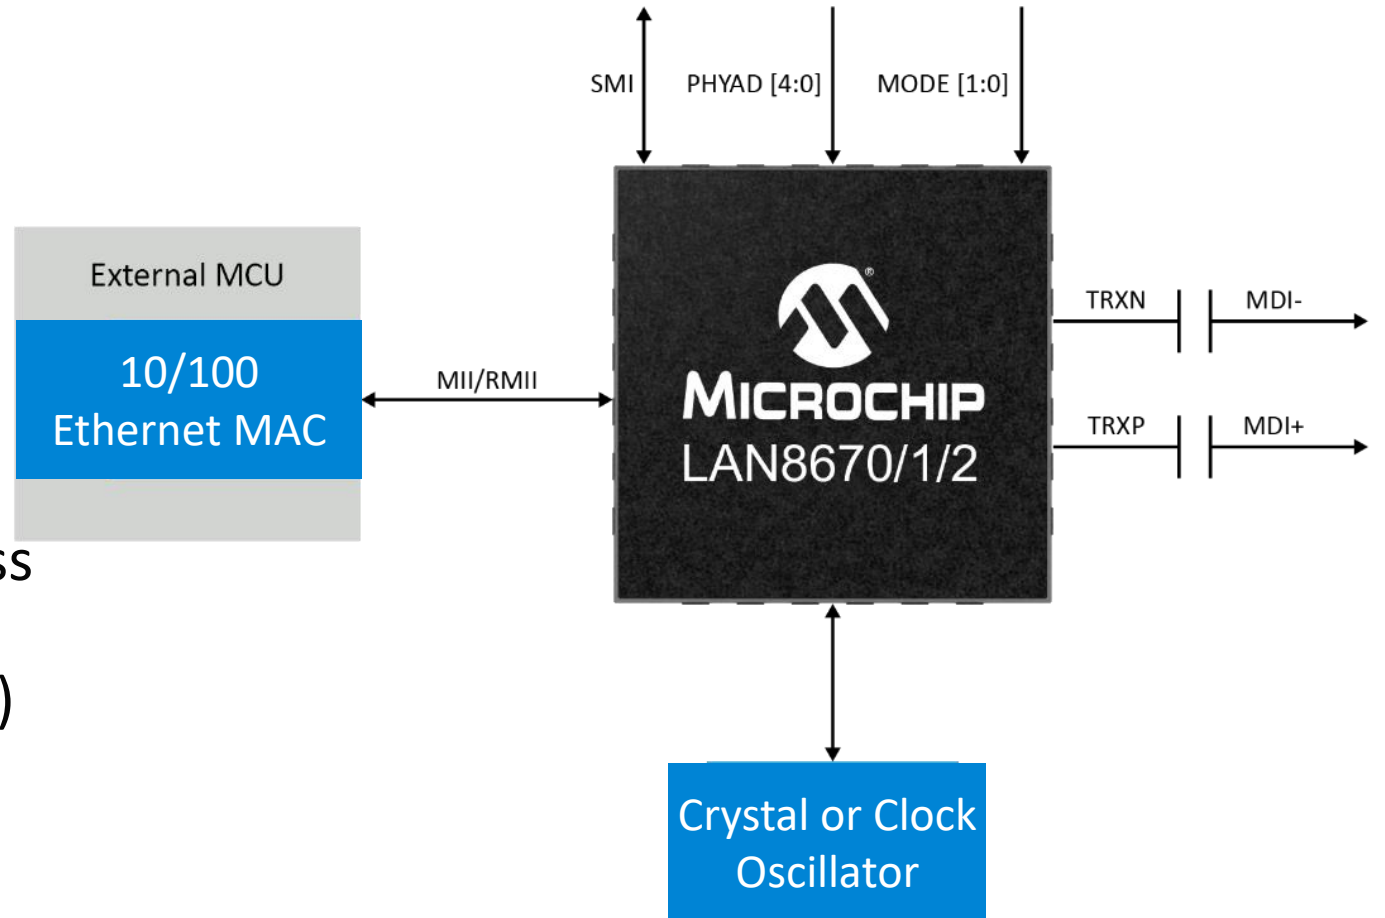 SMI
PHYAD [4:0]
MODE [1:0]
External MCU
10/100
Ethernet MAC
MII/RMII
®
MICROCHIP
LAN8670/1/2
TRXN
MDI-
TRXP
MDI+
ss
)
Crystal or Clock
Oscillator